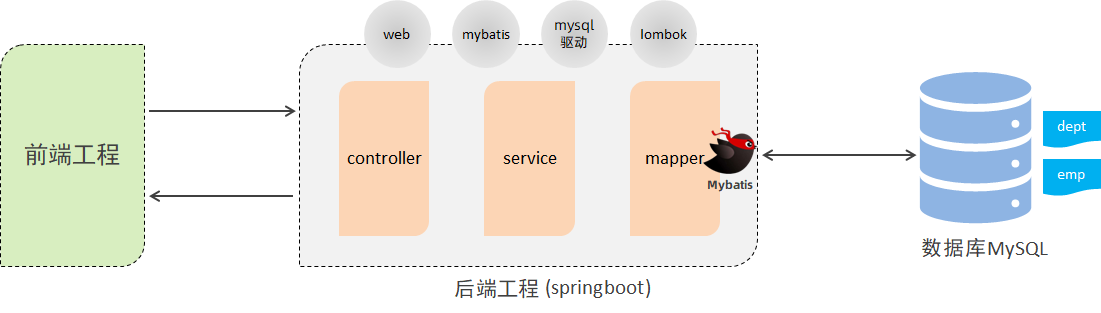 web
mybatis
mysql
驱动
lombok
前端工程
controller
service
mapper
Mybatis
dept
emp
数据库MySQL
后端工程 (springboot)